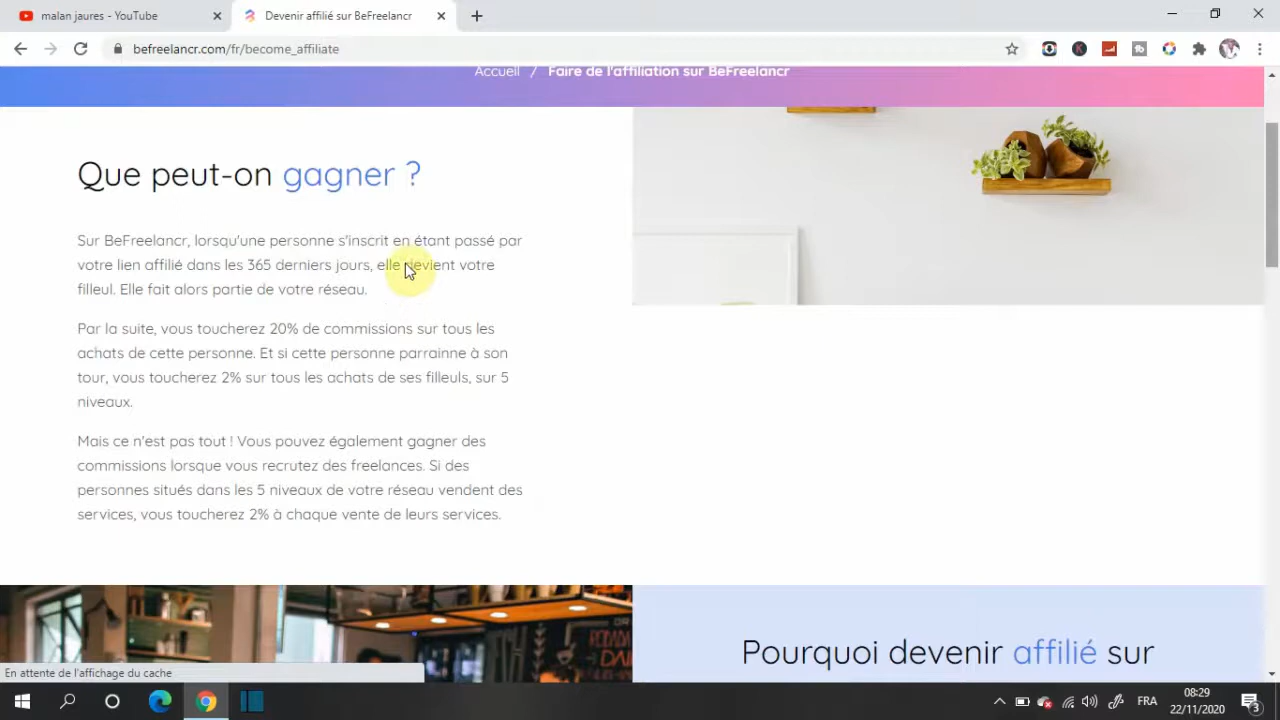 malan jaures - YouTube
Devenir affilié sur BeFreelancr
befreelancr.com/fr/become_affiliate
Accueil / Faire de l'affiliation sur BeFreelancr
Que peut-on gagner ?
Sur BeFreelancr, lorsqu'une personne s'inscrit en étant passé par
votre lien affilié dans les 365 derniers jours, elle devient votre
filleul. Elle fait alors partie de votre réseau.
Par la suite, vous toucherez 20% de commissions sur tous les
achats de cette personne. Et si cette personne parrainne à son
tour, vous toucherez 2% sur tous les achats de ses filleuls, sur 5
niveaux.
Mais ce n'est pas tout ! Vous pouvez également gagner des
commissions lorsque vous recrutez des freelances. Si des
personnes situés dans les 5 niveaux de votre réseau vendent des
services, vous toucherez 2% à chaque vente de leurs services.
Pourquoi devenir affilié sur
En attente de l'affichage du cache
FRA
08:29
22/11/2020
3